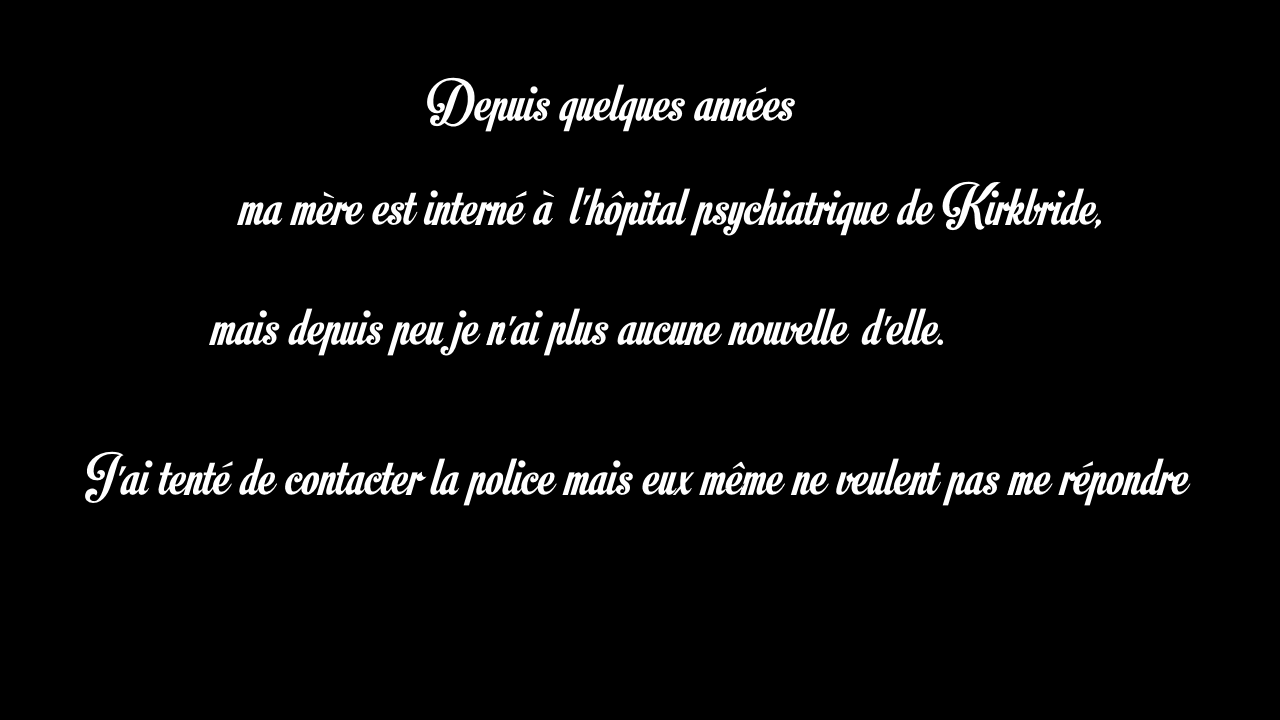 Depuis quelques années
ma mère est interné à l'hôpital psychiatrique de Kirkbride,
mais depuis peu je n'ai plus aucune nouvelle d'elle.
J'ai tenté de contacter la police mais eux même ne veulent pas me répondre